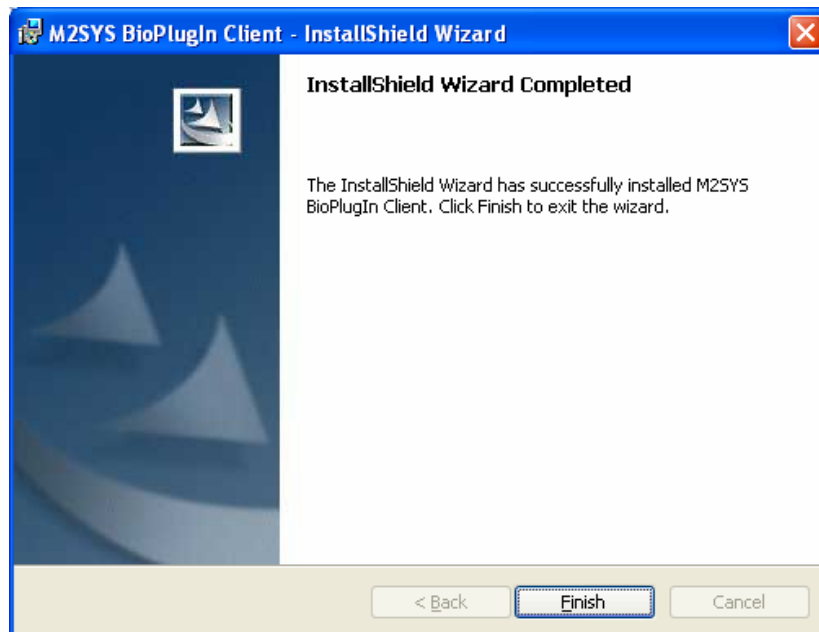 M2SYS BioPlugIn Client - InstallShield Wizard
InstallShield Wizard Completed
The InstallShield Wizard has successfully installed M2SYS
BioPlugIn Client. Click Finish to exit the wizard.
< Back
Finish
Cancel